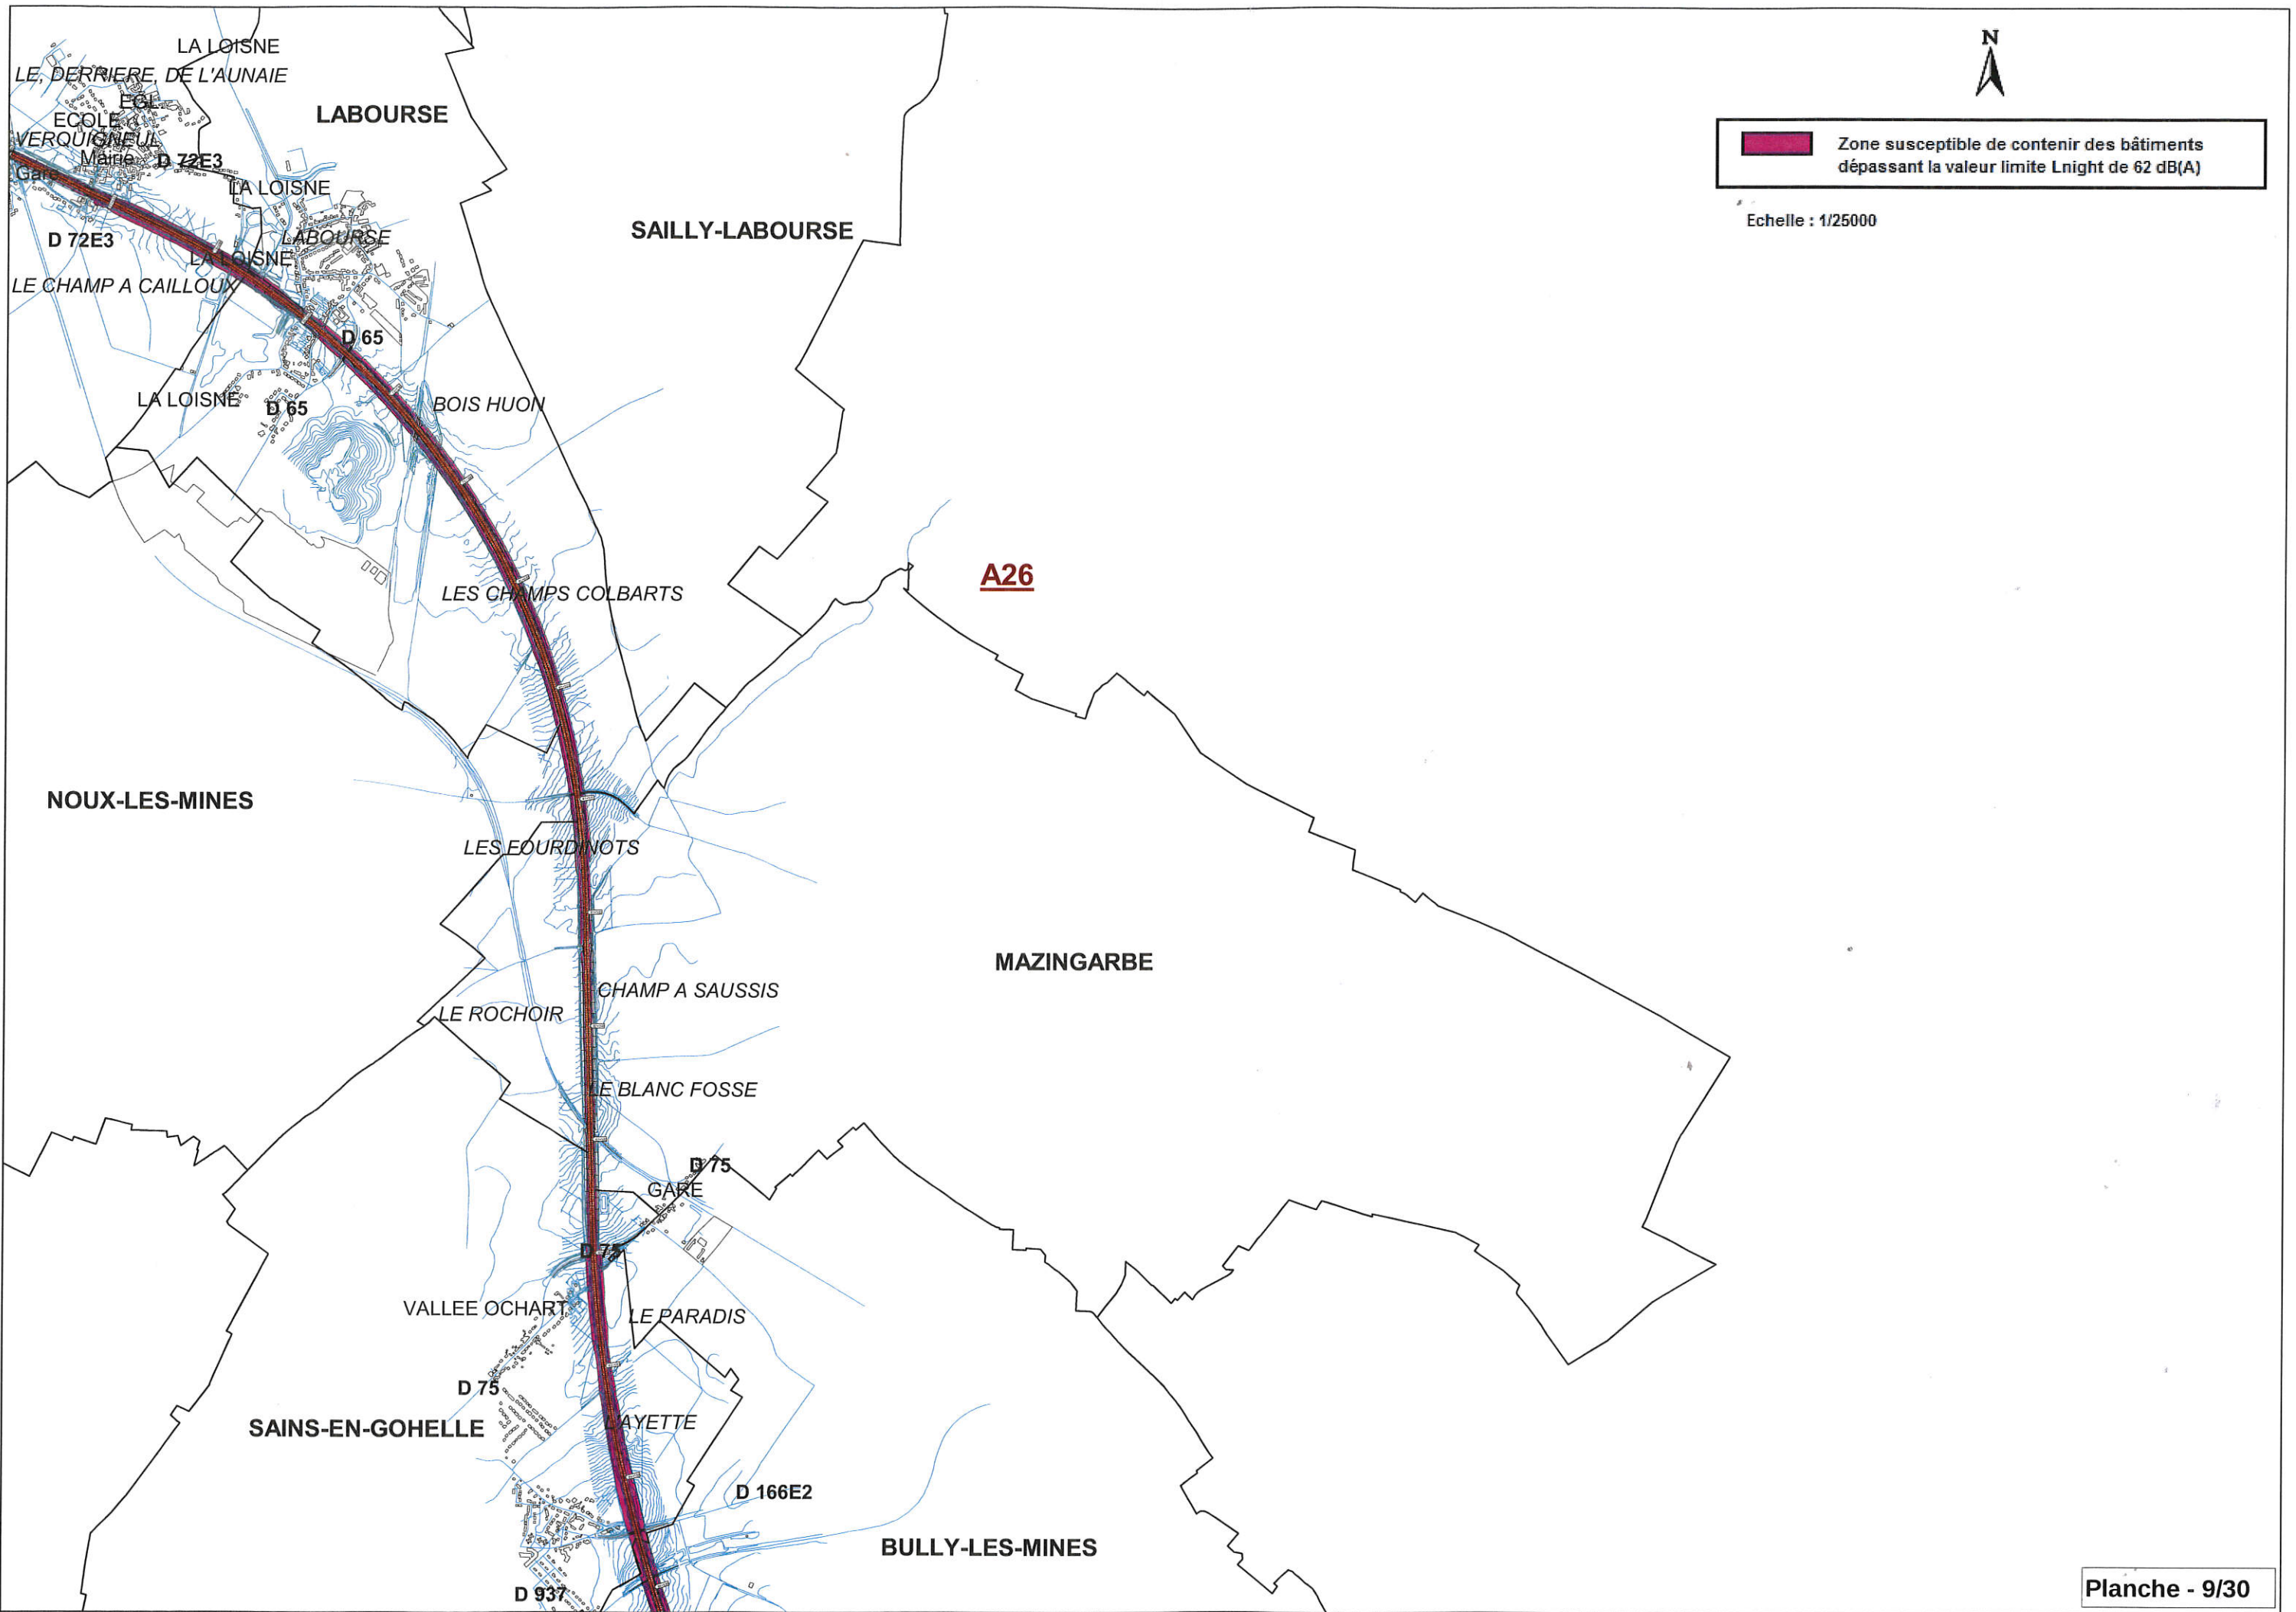 LA LOISNE
LE, DERRIERE, DE L'AUNAIE
EGL.
ECOLE
VERQUIGNEUL
Mairie
D 72E3
Gare
LABOURSE
LA LOISNE
D 72E3
LABOURSE
LA LOISNE
LE CHAMP A CAILLOUX
SAILLY-LABOURSE
N
Zone susceptible de contenir des bâtiments
dépassant la valeur limite Lnight de 62 dB(A)
Echelle : 1/25000
D 65
LA LOISNE
D 65
BOIS HUON
A26
LES CHAMPS COLBARTS
NOUX-LES-MINES
LES FOURDINOTS
MAZINGARBE
CHAMP A SAUSSIS
LE ROCHOIR
LE BLANC FOSSE
D 75
GARE
D 75
VALLEE OCHART
LE PARADIS
D 75
SAINS-EN-GOHELLE
L'AYETTE
D 166E2
BULLY-LES-MINES
D 937
Planche - 9/30